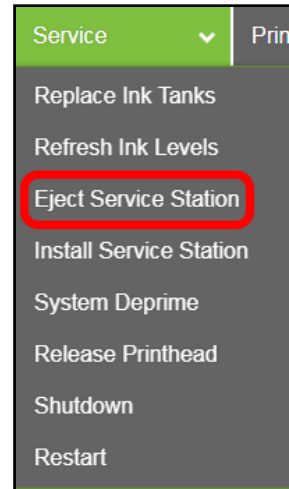 Service Prin
Replace Ink Tanks
Refresh Ink Levels
Eject Service Station
Install Service Station
System Deprime
Release Printhead
Shutdown
Restart